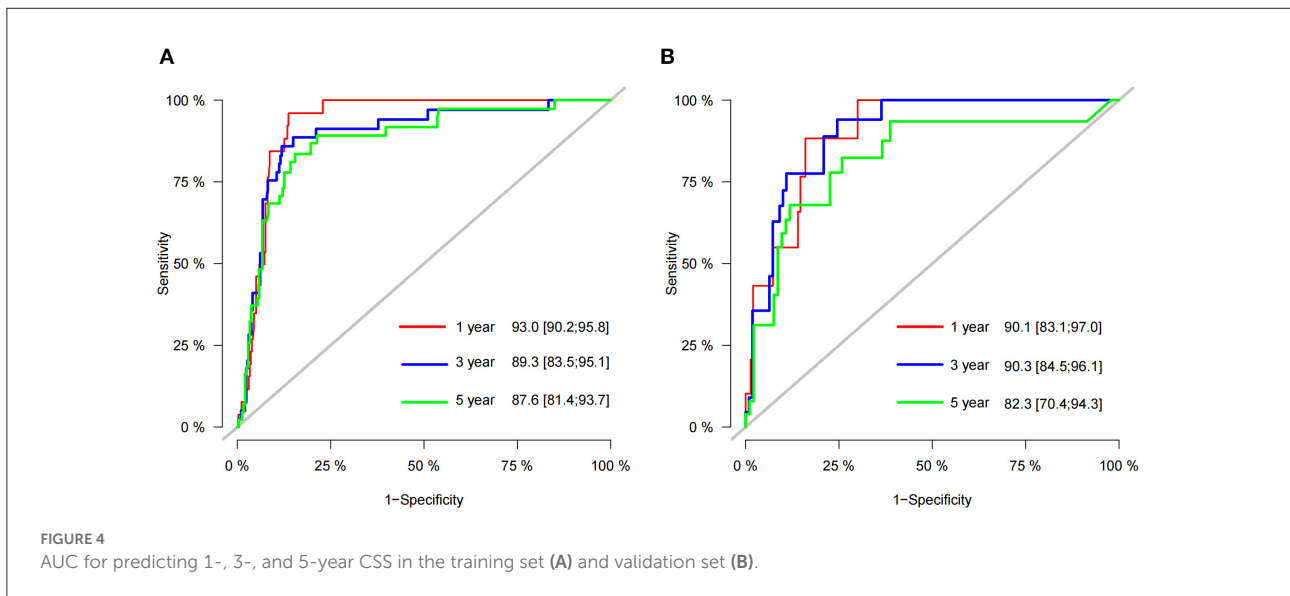 A
100 %
75 %
50 %
25 %
0 %
Sensitivity
1 year 93.0 [90.2;95.8]
3 year 89.3 [83.5;95.1]
5 year 87.6 [81.4;93.7]
0 %
25 %
50 %
75 %
100 %
1−Specificity
B
100 %
75 %
50 %
25 %
0 %
Sensitivity
1 year 90.1 [83.1;97.0]
3 year 90.3 [84.5;96.1]
5 year 82.3 [70.4;94.3]
0 %
25 %
50 %
75 %
100 %
1−Specificity
FIGURE 4
AUC for predicting 1-, 3-, and 5-year CSS in the training set (A) and validation set (B).